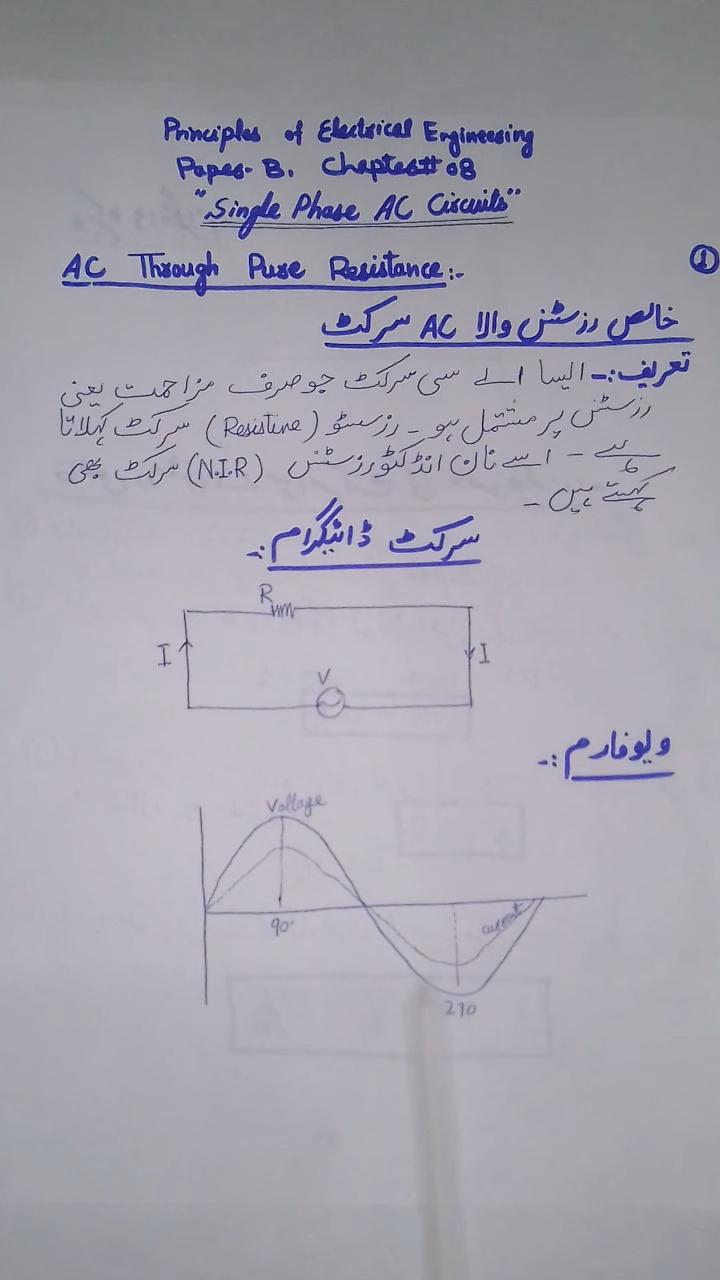 Principles of Electrical Engineering
Paper-B. Chapter# 08
"Single Phase AC Circuits"
①
AC Through Pure Resistance:-
خالص رزسٹنس والا AC سرکٹ
تعریف:- ایسا اے سی سرکٹ جو صرف مزاحمت یعنی
رزسٹنس پر مشتمل ہو۔ رزسٹو (Resistive) سرکٹ کہلاتا
ہے۔ اسے نان انڈکٹو رزسٹنس (N.I.R) سرکٹ بھی
کہتے ہیں۔
سرکٹ ڈائیگرام:-
R
I
I
V
ویوفارم:-
Voltage
90°
current
270